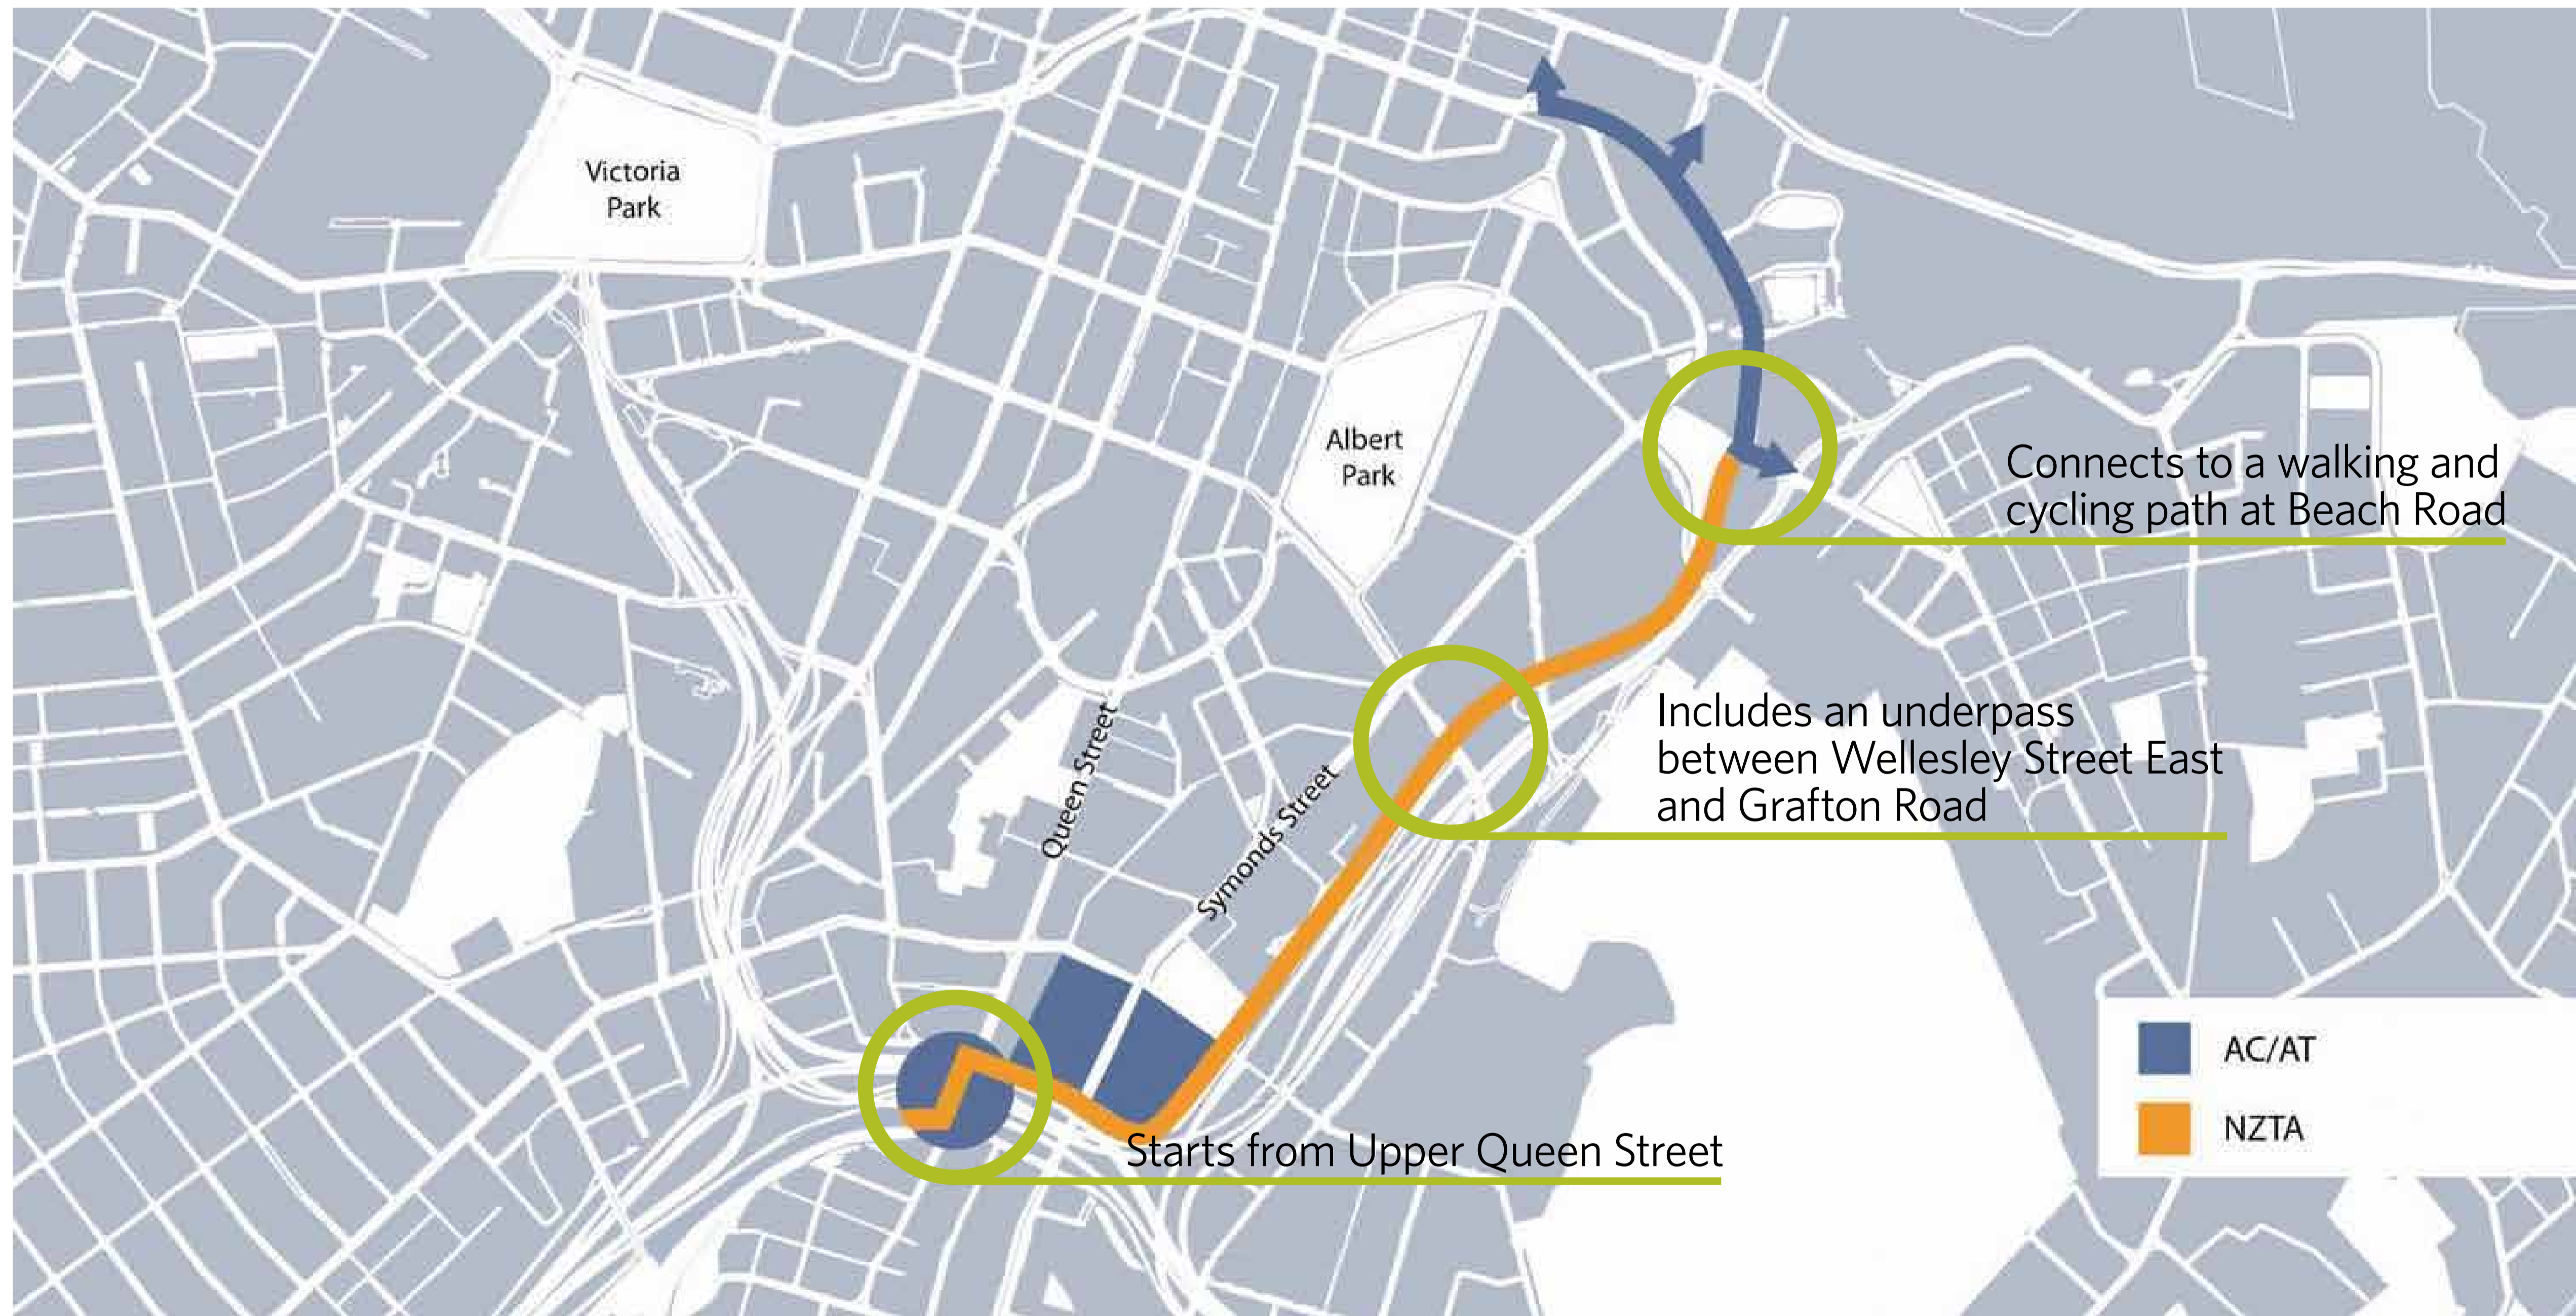 Victoria
Park
Albert
Park
Connects to a walking and
cycling path at Beach Road
Includes an underpass
between Wellesley Street East
and Grafton Road
Queen Street
Symonds Street
Starts from Upper Queen Street
AC/AT
NZTA